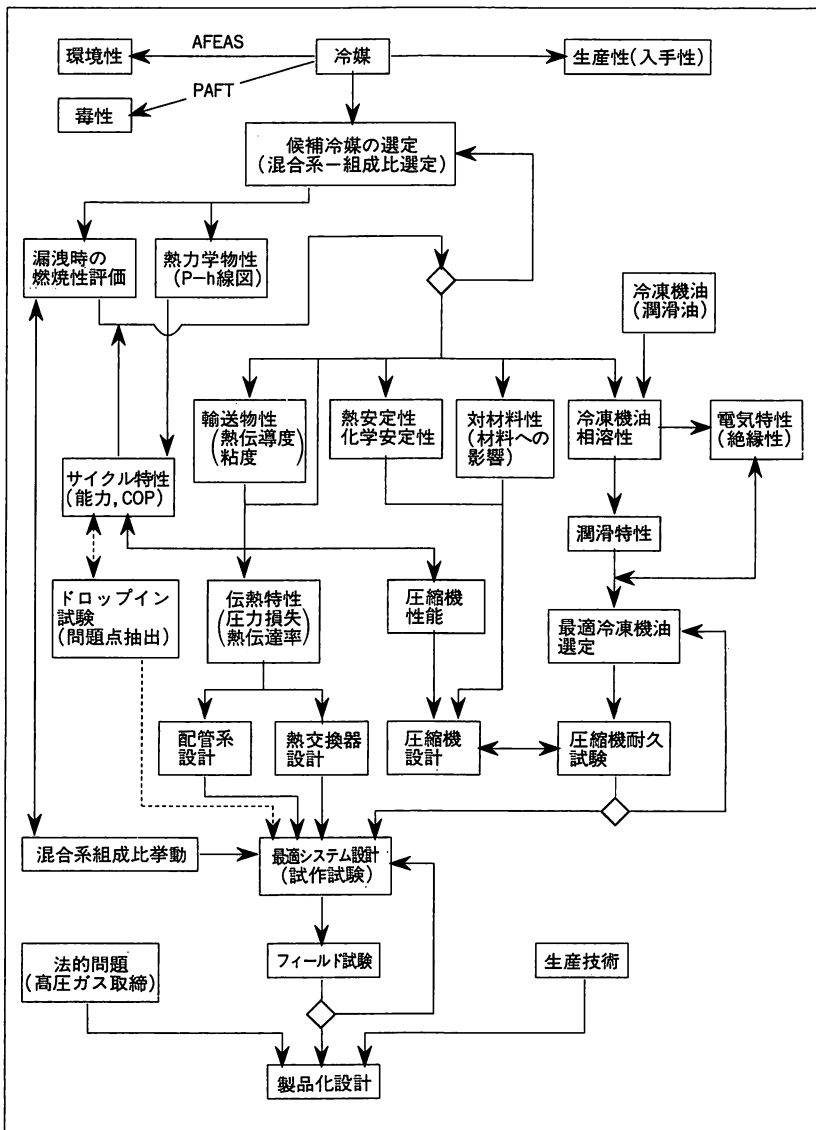 AFEAS
環境性
冷媒
生産性(入手性)
PAFT
毒性
候補冷媒の選定
(混合系ー組成比選定)
漏洩時の
燃焼性評価
熱力学物性
(P-h線図)
冷凍機油
(潤滑油)
輸送物性
(熱伝導度
粘度)
熱安定性
化学安定性
対材料性
(材料への
影響)
冷凍機油
相溶性
電気特性
(絶縁性)
サイクル特性
(能力, COP)
潤滑特性
ドロップイン
試験
(問題点抽出)
伝熱特性
(圧力損失
熱伝達率)
圧縮機
性能
最適冷凍機油
選定
配管系
設計
熱交換器
設計
圧縮機
設計
圧縮機耐久
試験
混合系組成比挙動
最適システム設計
(試作試験)
法的問題
(高圧ガス取締)
フィールド試験
生産技術
製品化設計